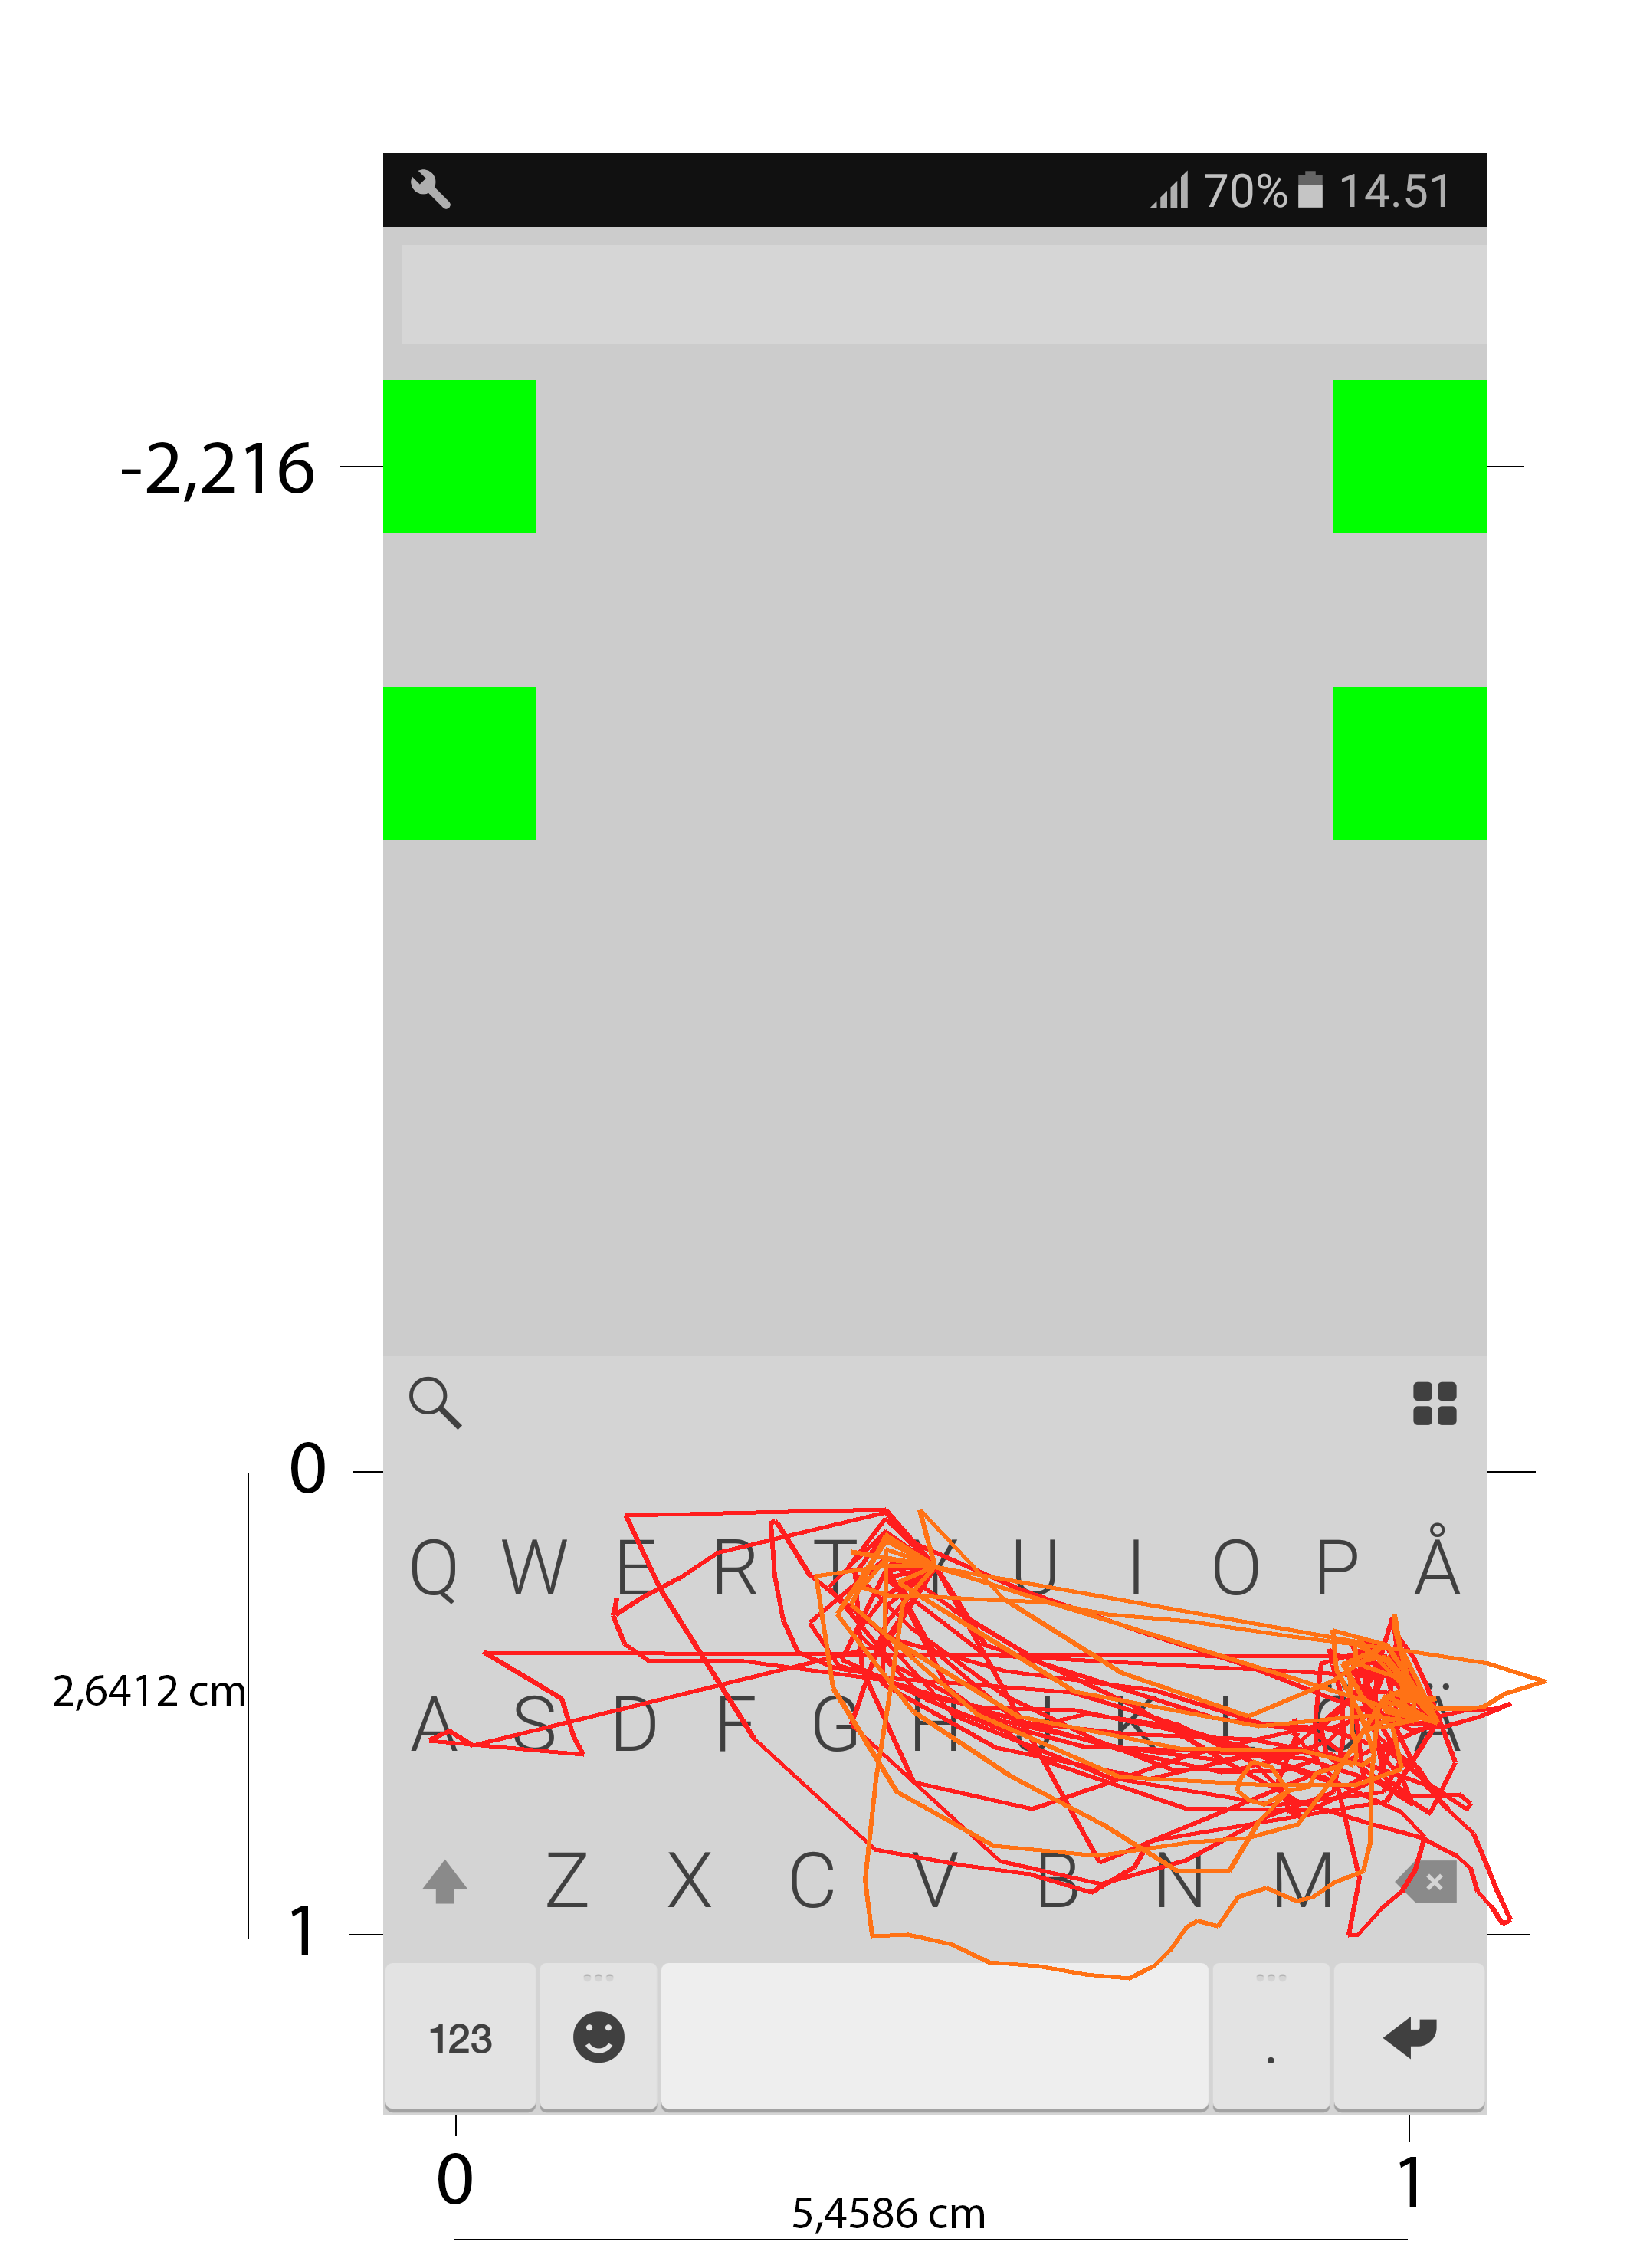 70% 14.51
-2,216
0
Q W E R T Y U I O P Å
2,6412 cm
A S D F G H J K L Ö Ä
Z X C V B N M
1
123 .
0 1
5,4586 cm